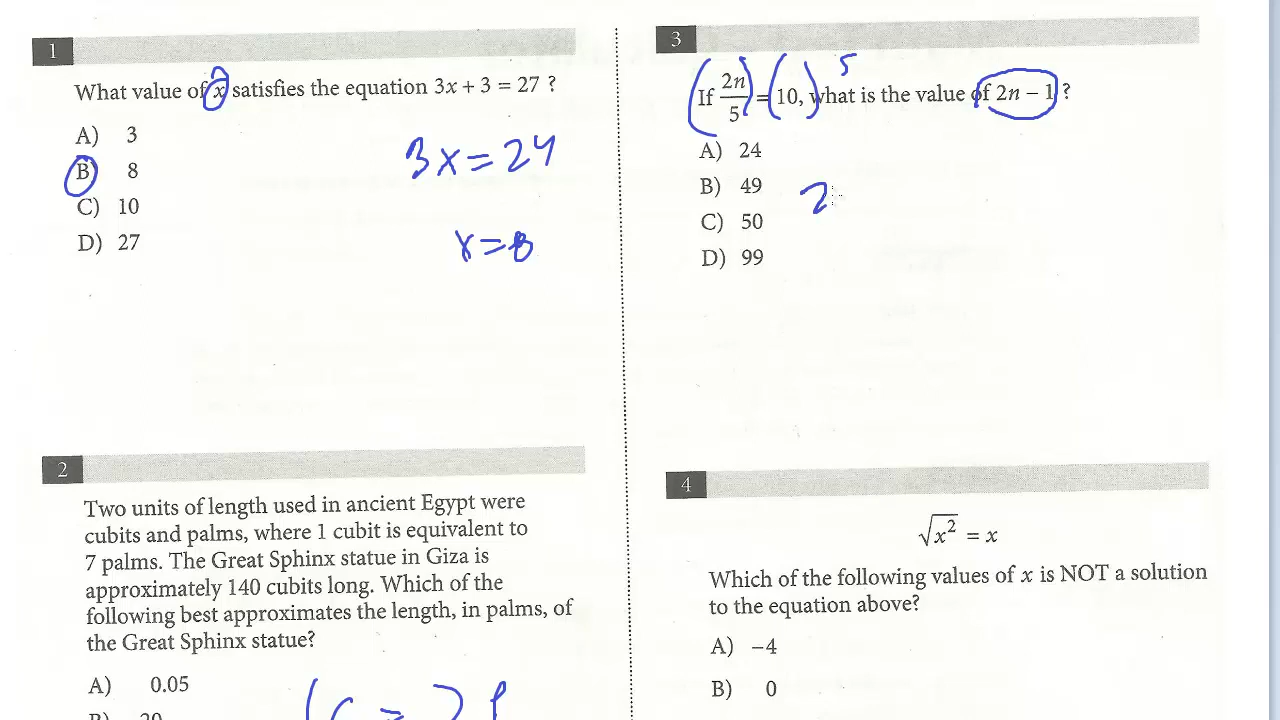 1
What value of x satisfies the equation 3x + 3 = 27 ?
A) 3
B) 8
C) 10
D) 27
3x = 24
x = 8
2
Two units of length used in ancient Egypt were
cubits and palms, where 1 cubit is equivalent to
7 palms. The Great Sphinx statue in Giza is
approximately 140 cubits long. Which of the
following best approximates the length, in palms, of
the Great Sphinx statue?
A) 0.05
3
5
If 2n/5 = 10, what is the value of 2n − 1 ?
A) 24
B) 49
C) 50
D) 99
2
4
√x² = x
Which of the following values of x is NOT a solution
to the equation above?
A) −4
B) 0